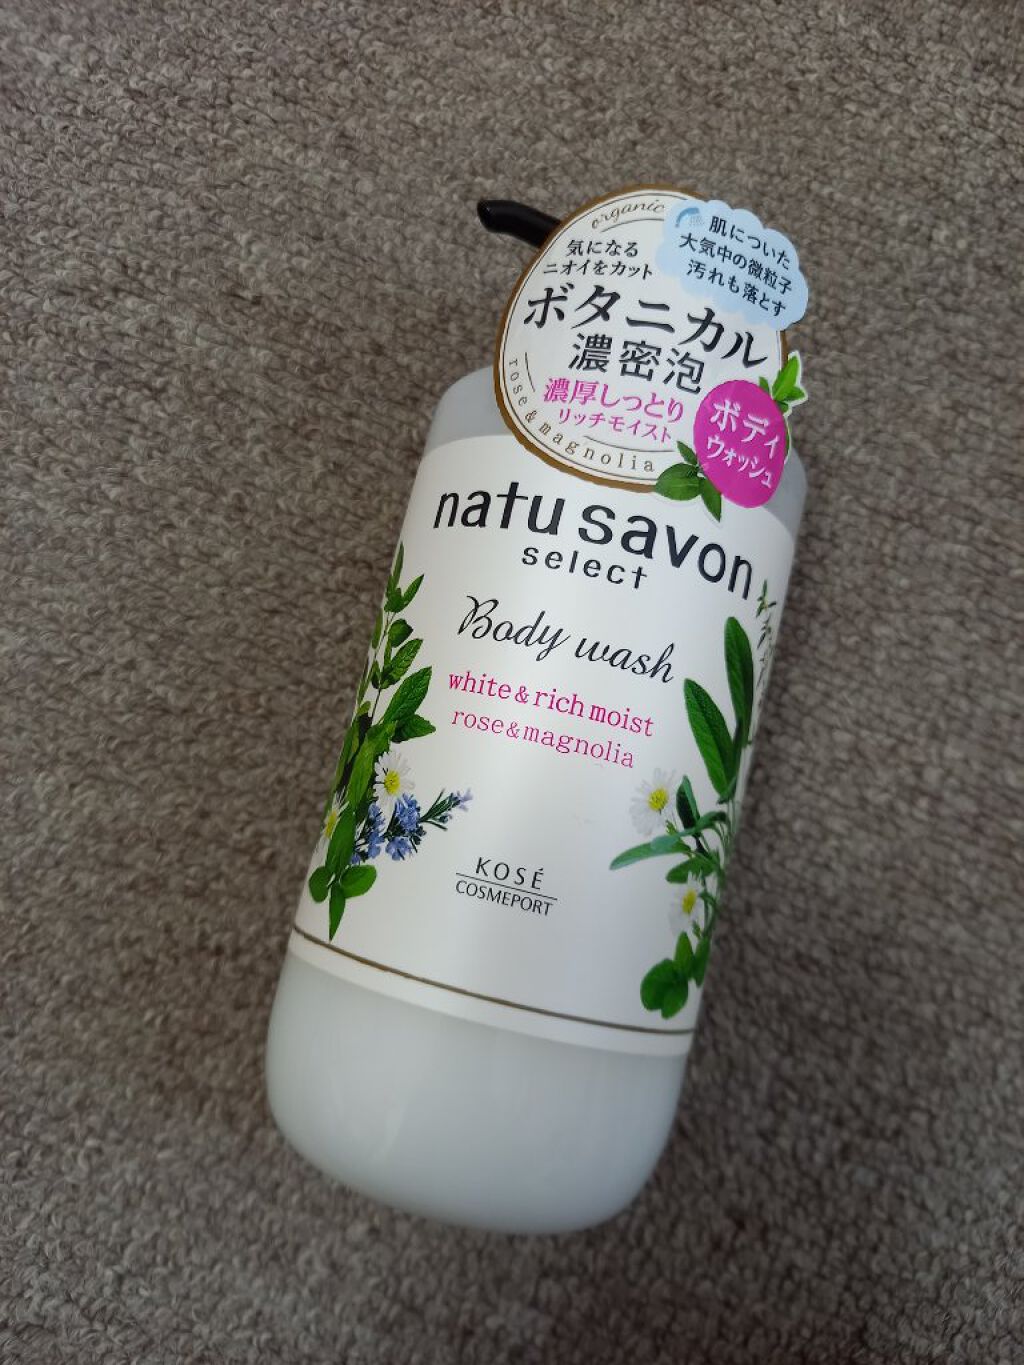 organic
気になる
ニオイをカット
ボタニカル
濃密泡
濃厚しっとり
リッチモイスト
rose & magnolia
肌についた
大気中の微粒子
汚れも落とす
ボディ
ウォッシュ
natu savon
select
Body wash
white & rich moist
rose & magnolia
KOSÉ
COSMEPORT